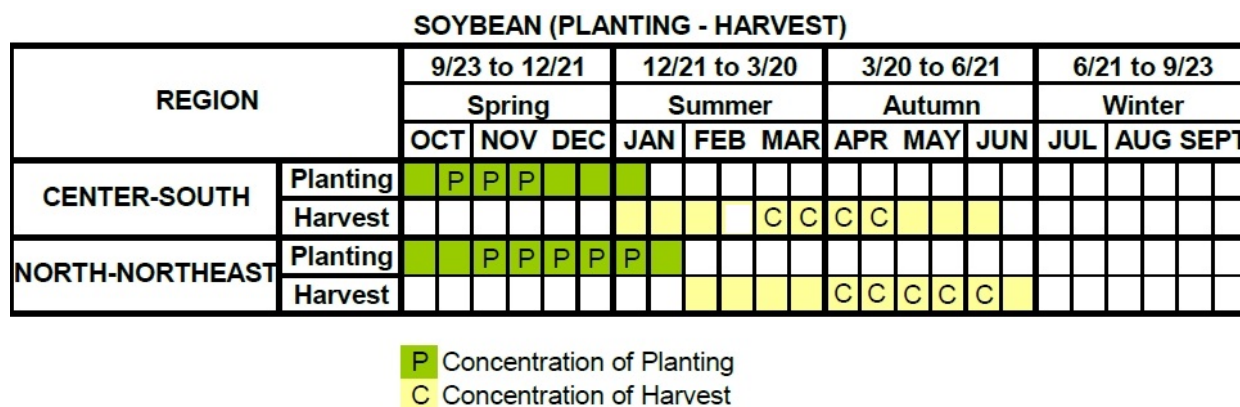 SOYBEAN (PLANTING - HARVEST)
REGION
9/23 to 12/21 12/21 to 3/20 3/20 to 6/21 6/21 to 9/23
Spring Summer Autumn Winter
OCT NOV DEC JAN FEB MAR APR MAY JUN JUL AUG SEPT
CENTER-SOUTH
Planting P P P
Harvest C C C C
NORTH-NORTHEAST
Planting P P P P P
Harvest C C C C C
P Concentration of Planting
C Concentration of Harvest